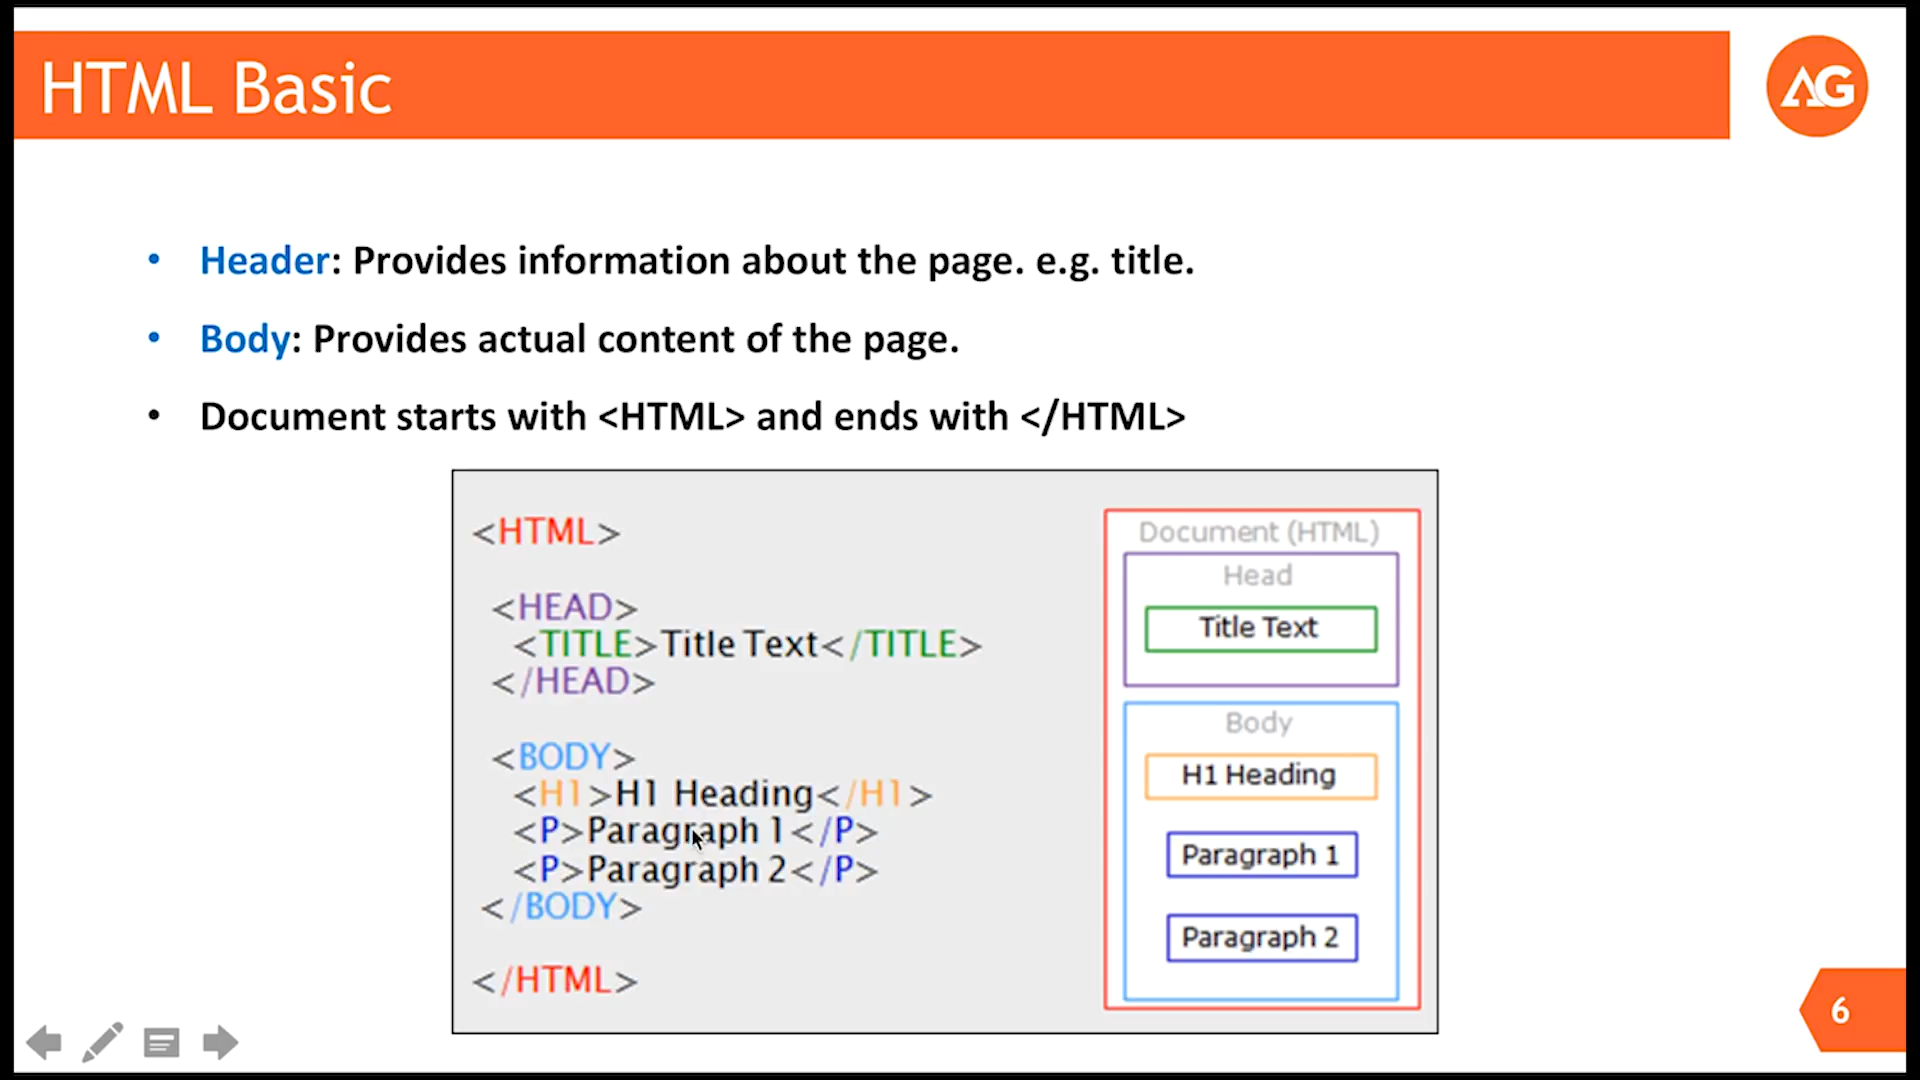 HTML Basic
AG
• Header: Provides information about the page. e.g. title.
• Body: Provides actual content of the page.
• Document starts with <HTML> and ends with </HTML>
<HTML>
<HEAD>
<TITLE>Title Text</TITLE>
</HEAD>
<BODY>
<H1>H1 Heading</H1>
<P>Paragraph 1</P>
<P>Paragraph 2</P>
</BODY>
</HTML>
Document (HTML)
Head
Title Text
Body
H1 Heading
Paragraph 1
Paragraph 2
6